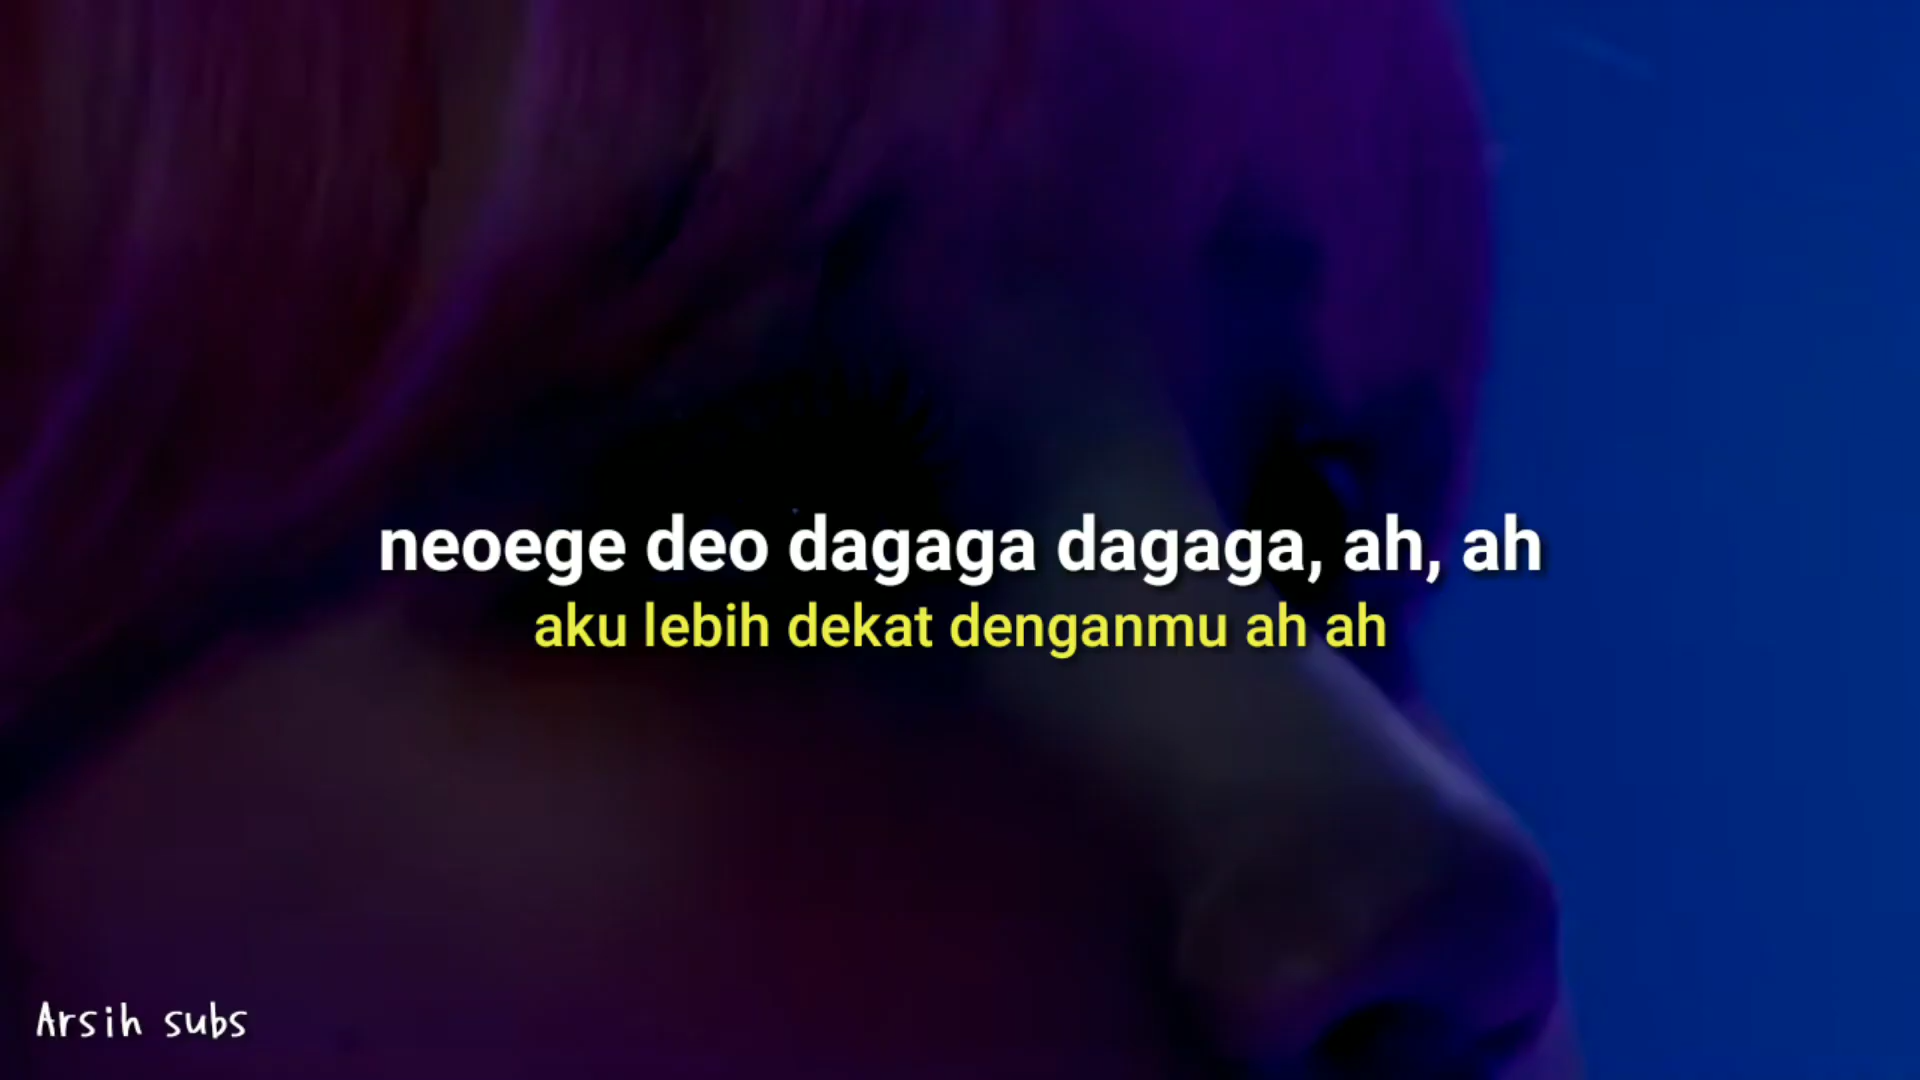 neoege deo dagaga dagaga, ah, ah
aku lebih dekat denganmu ah ah
Arsih subs